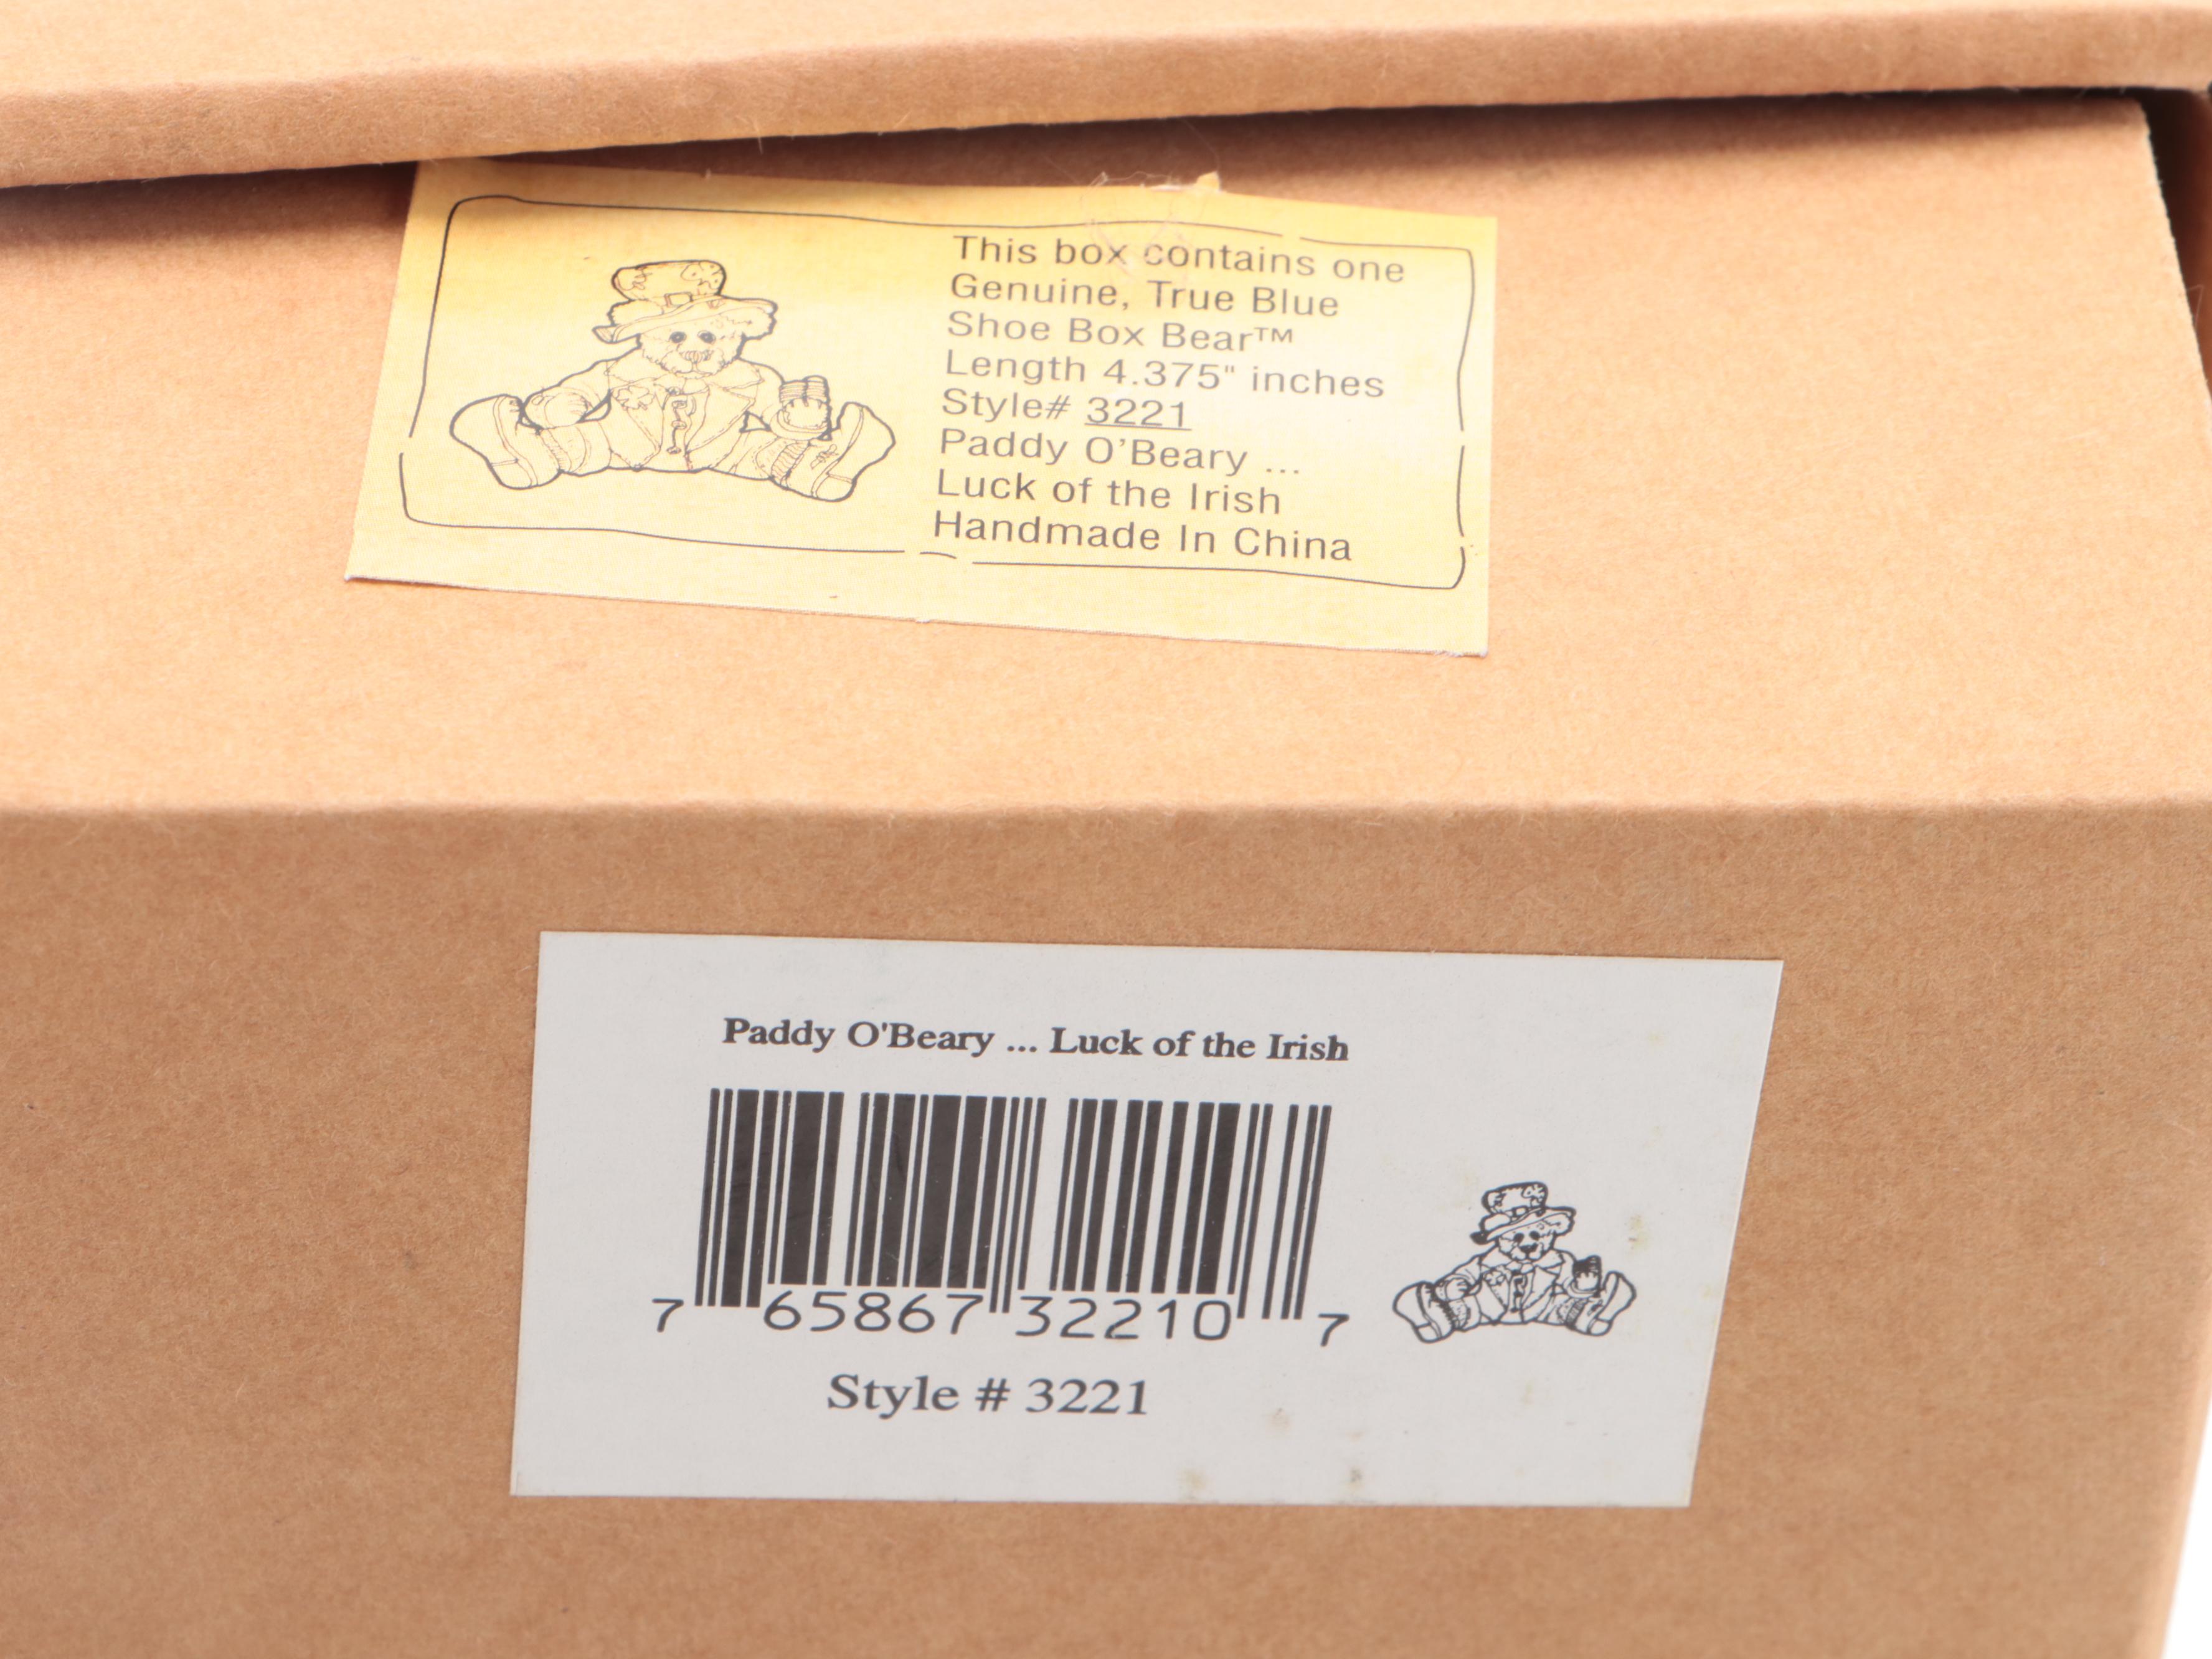 This box contains one
Genuine, True Blue
Shoe Box Bear™
Length 4.375" inches
Style# 3221
Paddy O’Beary ...
Luck of the Irish
Handmade In China
Paddy O'Beary ... Luck of the Irish
7 65867 32210 7
Style # 3221